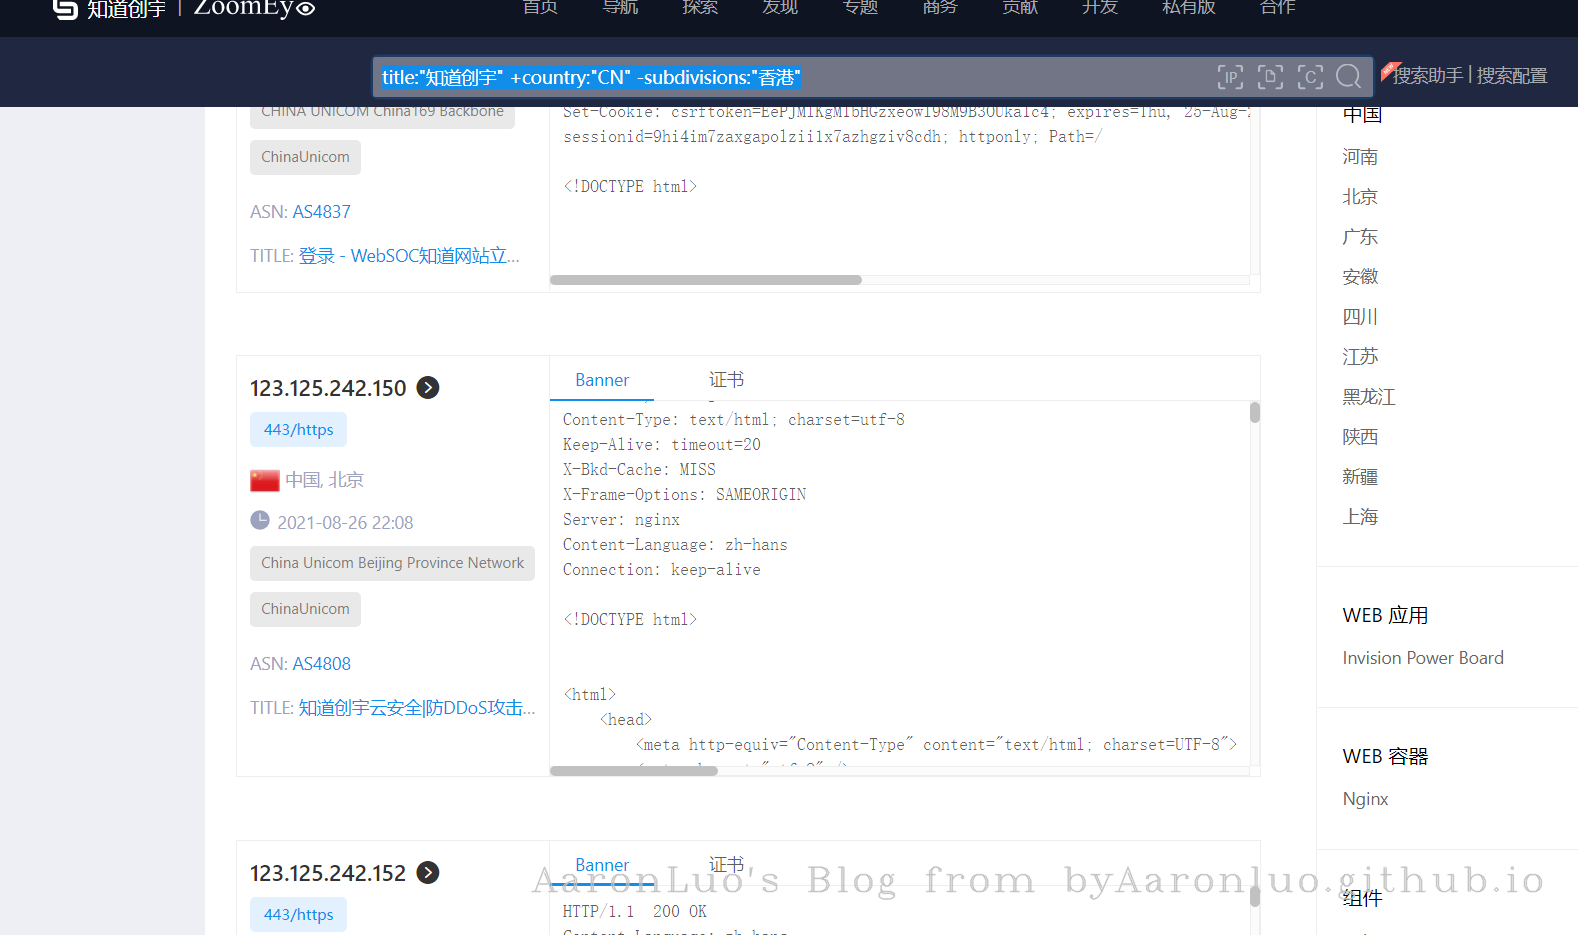 知道创宇 | ZoomEye
首页 导航 探索 发现 专题 商务 贡献 开发 私有版 合作
title:"知道创宇" +country:"CN" -subdivisions:"香港"
IP C
NEW 搜索助手 | 搜索配置
CHINA UNICOM China169 Backbone
ChinaUnicom
ASN: AS4837
TITLE: 登录 - WebSOC知道网站立...
sessionid=9hi4im7zaxgapolzii1x7azhgziv8cdh; httponly; Path=/
<!DOCTYPE html>
123.125.242.150
443/https
中国, 北京
2021-08-26 22:08
China Unicom Beijing Province Network
ChinaUnicom
ASN: AS4808
TITLE: 知道创宇云安全|防DDoS攻击...
Banner 证书
Content-Type: text/html; charset=utf-8
Keep-Alive: timeout=20
X-Bkd-Cache: MISS
X-Frame-Options: SAMEORIGIN
Server: nginx
Content-Language: zh-hans
Connection: keep-alive
<!DOCTYPE html>
<html>
<head>
<meta http-equiv="Content-Type" content="text/html; charset=UTF-8">
123.125.242.152
443/https
Banner 证书
HTTP/1.1 200 OK
Content-Language: zh-hans
中国
河南
北京
广东
安徽
四川
江苏
黑龙江
陕西
新疆
上海
WEB 应用
Invision Power Board
WEB 容器
Nginx
组件
AaronLuo's Blog from byAaronluo.github.io